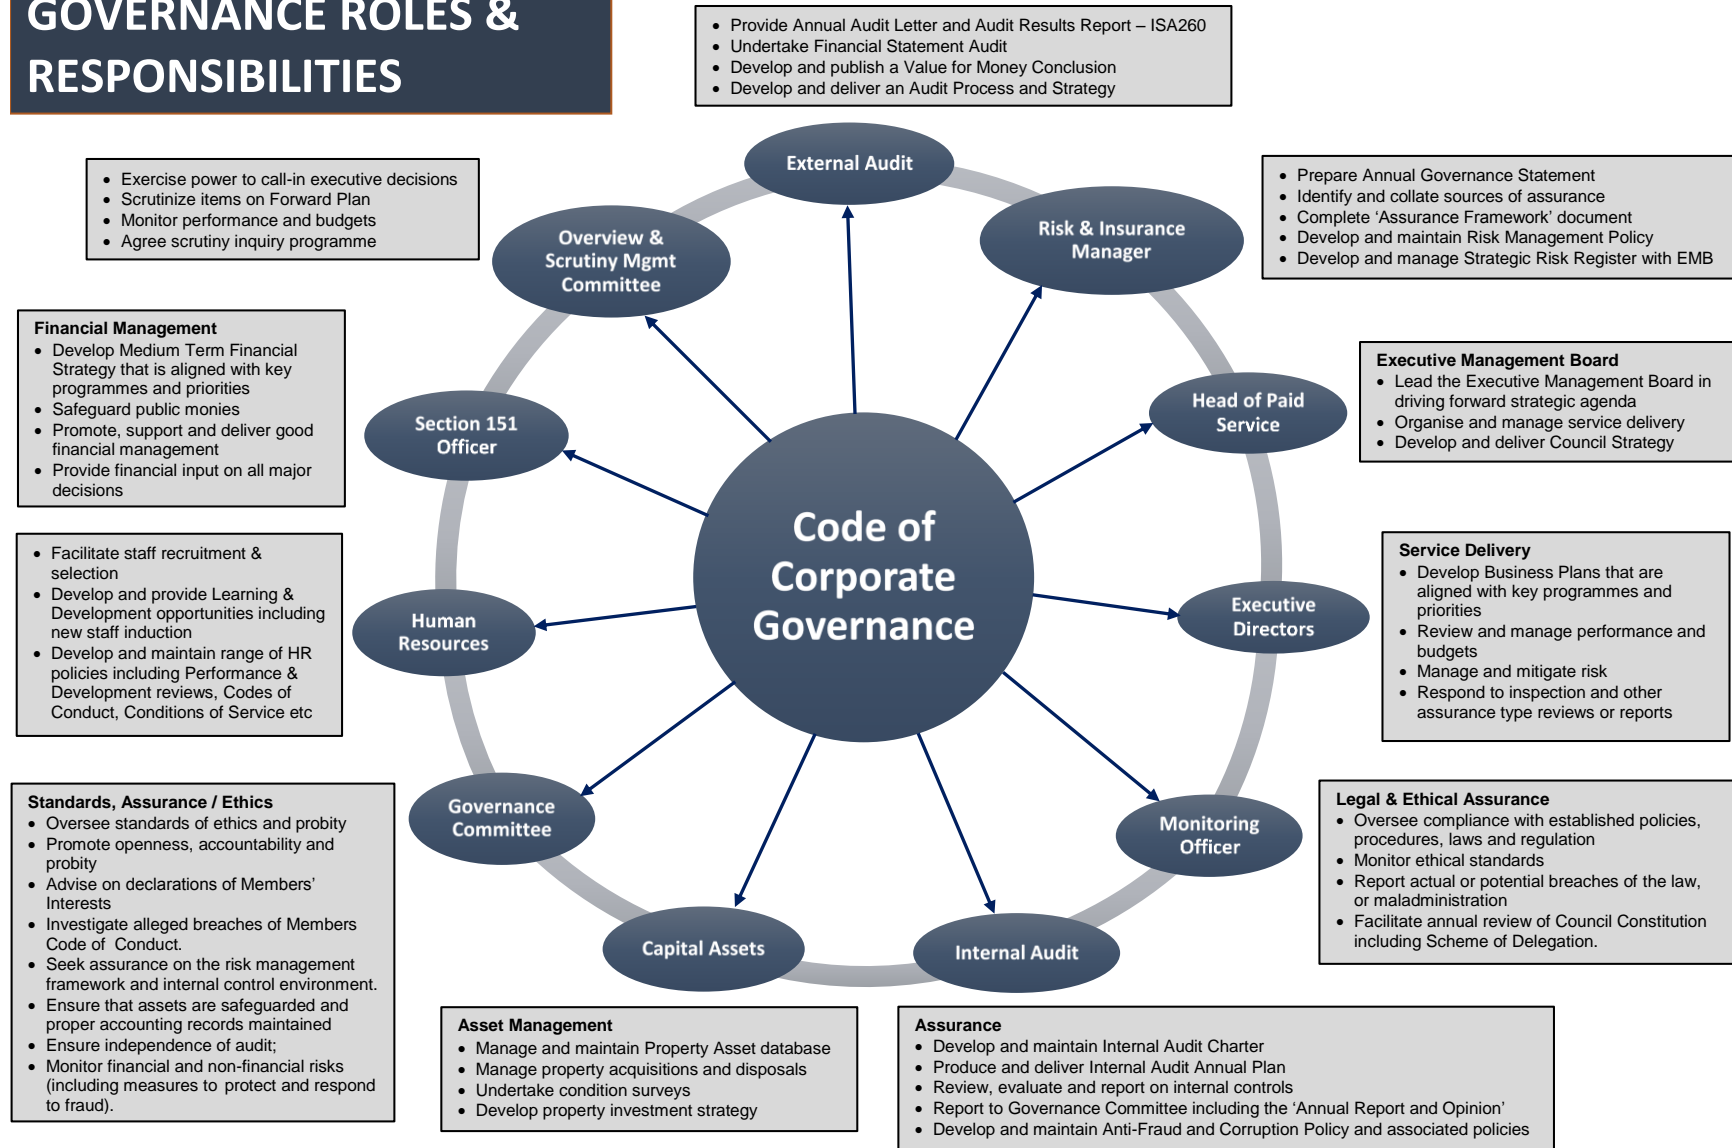 GOVERNANCE ROLES &
RESPONSIBILITIES
• Provide Annual Audit Letter and Audit Results Report – ISA260
• Undertake Financial Statement Audit
• Develop and publish a Value for Money Conclusion
• Develop and deliver an Audit Process and Strategy
External Audit
• Exercise power to call-in executive decisions
• Scrutinize items on Forward Plan
• Monitor performance and budgets
• Agree scrutiny inquiry programme
Overview &
Scrutiny Mgmt
Committee
Risk & Insurance
Manager
• Prepare Annual Governance Statement
• Identify and collate sources of assurance
• Complete ‘Assurance Framework’ document
• Develop and maintain Risk Management Policy
• Develop and manage Strategic Risk Register with EMB
Financial Management
• Develop Medium Term Financial
Strategy that is aligned with key
programmes and priorities
• Safeguard public monies
• Promote, support and deliver good
financial management
• Provide financial input on all major
decisions
Section 151
Officer
Head of Paid
Service
Executive Management Board
• Lead the Executive Management Board in
driving forward strategic agenda
• Organise and manage service delivery
• Develop and deliver Council Strategy
Code of
Corporate
Governance
• Facilitate staff recruitment &
selection
• Develop and provide Learning &
Development opportunities including
new staff induction
• Develop and maintain range of HR
policies including Performance &
Development reviews, Codes of
Conduct, Conditions of Service etc
Human
Resources
Executive
Directors
Service Delivery
• Develop Business Plans that are
aligned with key programmes and
priorities
• Review and manage performance and
budgets
• Manage and mitigate risk
• Respond to inspection and other
assurance type reviews or reports
Standards, Assurance / Ethics
• Oversee standards of ethics and probity
• Promote openness, accountability and
probity
• Advise on declarations of Members’
Interests
• Investigate alleged breaches of Members
Code of Conduct.
• Seek assurance on the risk management
framework and internal control environment.
• Ensure that assets are safeguarded and
proper accounting records maintained
• Ensure independence of audit;
• Monitor financial and non-financial risks
(including measures to protect and respond
to fraud).
Governance
Committee
Monitoring
Officer
Legal & Ethical Assurance
• Oversee compliance with established policies,
procedures, laws and regulation
• Monitor ethical standards
• Report actual or potential breaches of the law,
or maladministration
• Facilitate annual review of Council Constitution
including Scheme of Delegation.
Capital Assets
Internal Audit
Asset Management
• Manage and maintain Property Asset database
• Manage property acquisitions and disposals
• Undertake condition surveys
• Develop property investment strategy
Assurance
• Develop and maintain Internal Audit Charter
• Produce and deliver Internal Audit Annual Plan
• Review, evaluate and report on internal controls
• Report to Governance Committee including the ‘Annual Report and Opinion’
• Develop and maintain Anti-Fraud and Corruption Policy and associated policies